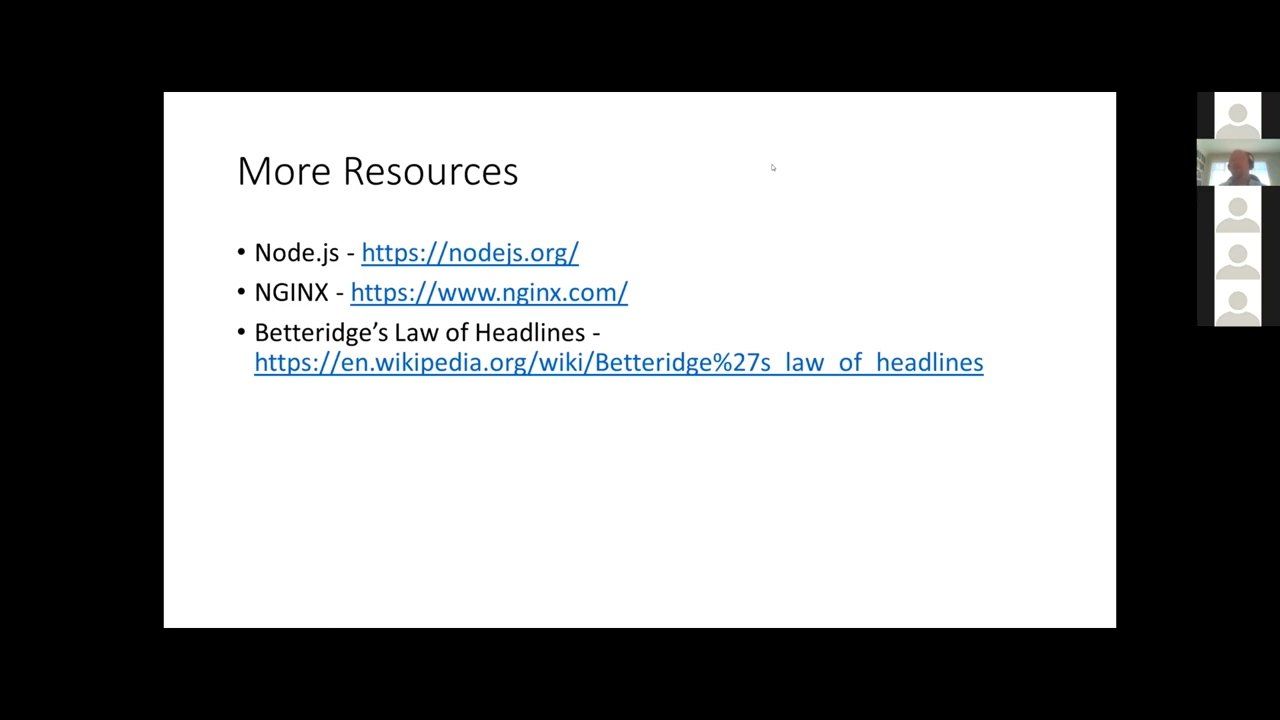 More Resources
• Node.js - https://nodejs.org/
• NGINX - https://www.nginx.com/
• Betteridge’s Law of Headlines -
https://en.wikipedia.org/wiki/Betteridge%27s_law_of_headlines